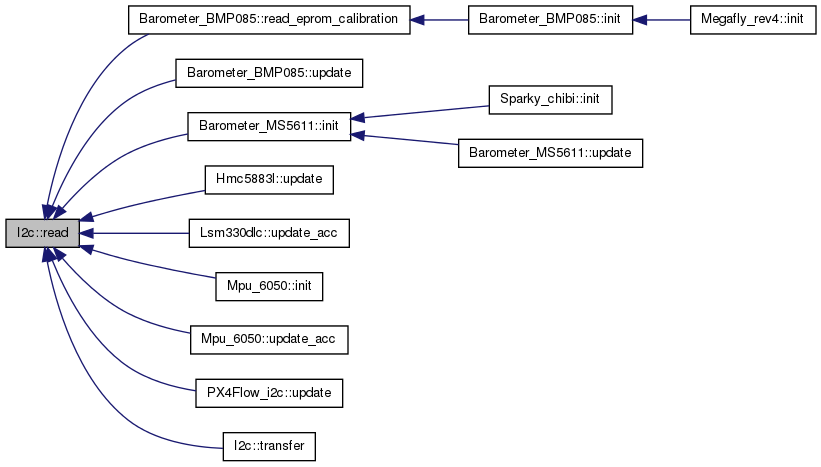 Barometer_BMP085::read_eprom_calibration
Barometer_BMP085::init
Megafly_rev4::init
Barometer_BMP085::update
Sparky_chibi::init
Barometer_MS5611::init
Barometer_MS5611::update
Hmc5883l::update
I2c::read
Lsm330dlc::update_acc
Mpu_6050::init
Mpu_6050::update_acc
PX4Flow_i2c::update
I2c::transfer